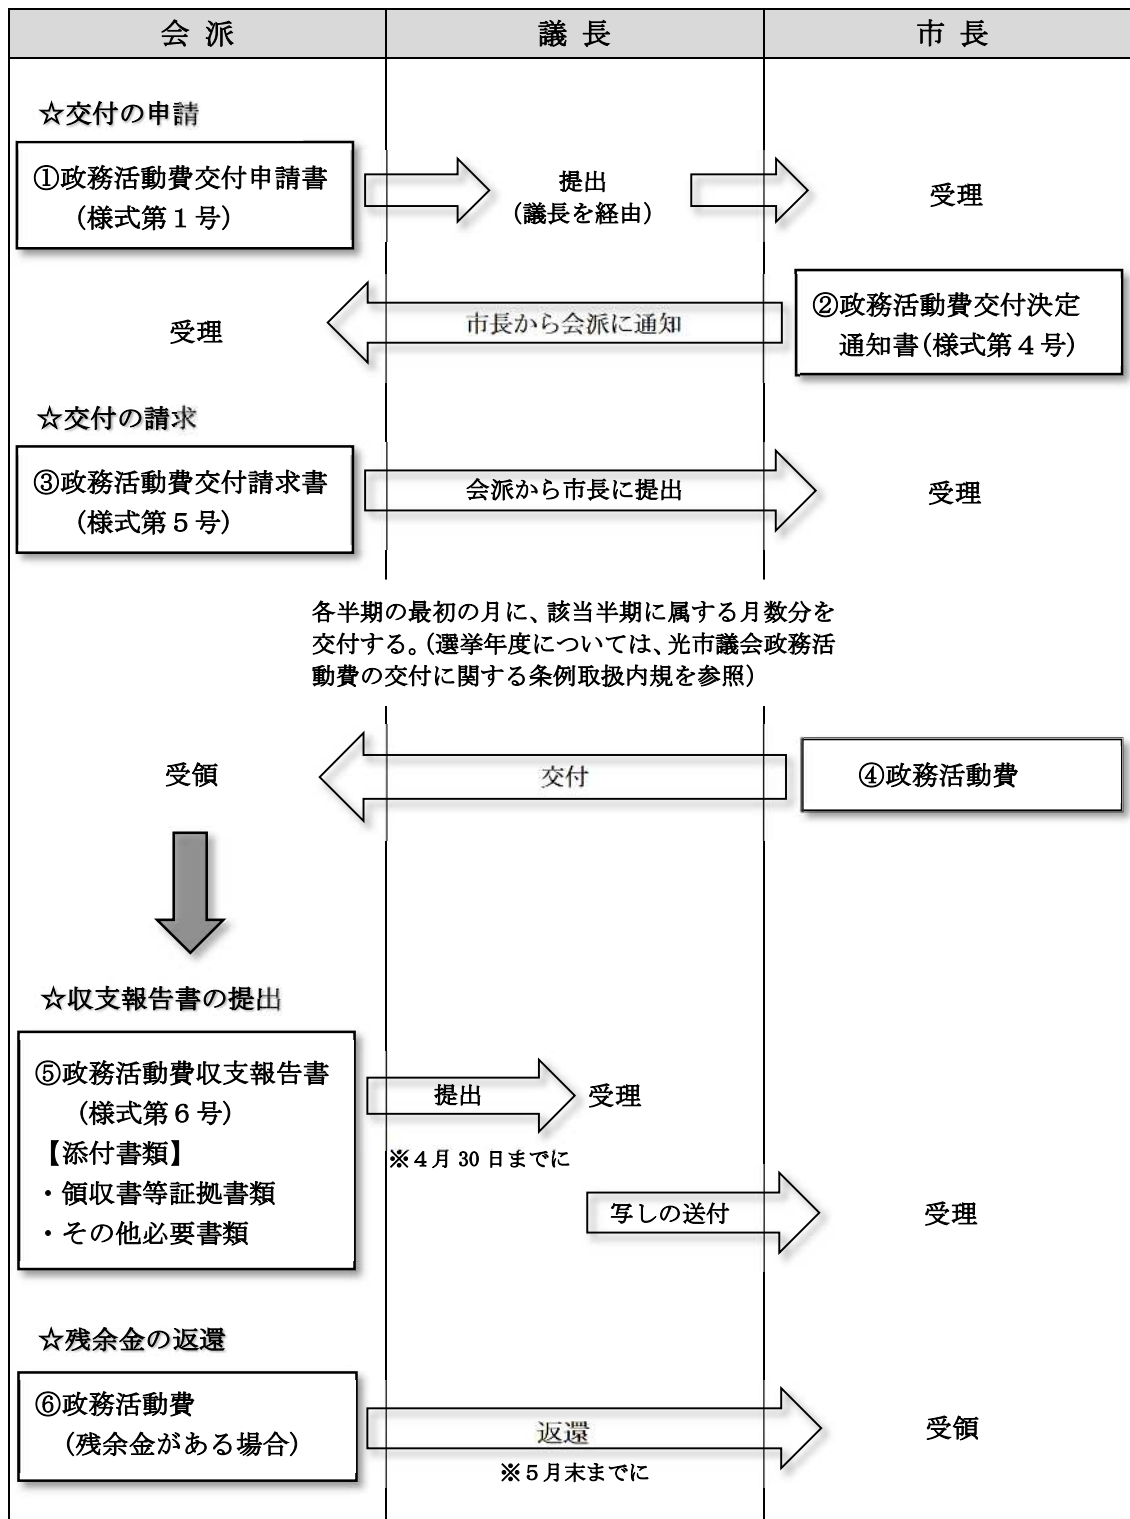 会 派
議 長
市 長
☆交付の申請
①政務活動費交付申請書
(様式第１号)
提出
(議長を経由)
受理
②政務活動費交付決定
通知書(様式第４号)
市長から会派に通知
受理
☆交付の請求
③政務活動費交付請求書
(様式第５号)
会派から市長に提出
受理
各半期の最初の月に、該当半期に属する月数分を
交付する。(選挙年度については、光市議会政務活
動費の交付に関する条例取扱内規を参照)
④政務活動費
交付
受領
☆収支報告書の提出
⑤政務活動費収支報告書
(様式第６号)
【添付書類】
・領収書等証拠書類
・その他必要書類
提出
受理
※４月 30 日までに
写しの送付
受理
☆残余金の返還
⑥政務活動費
(残余金がある場合)
返還
※５月末までに
受領